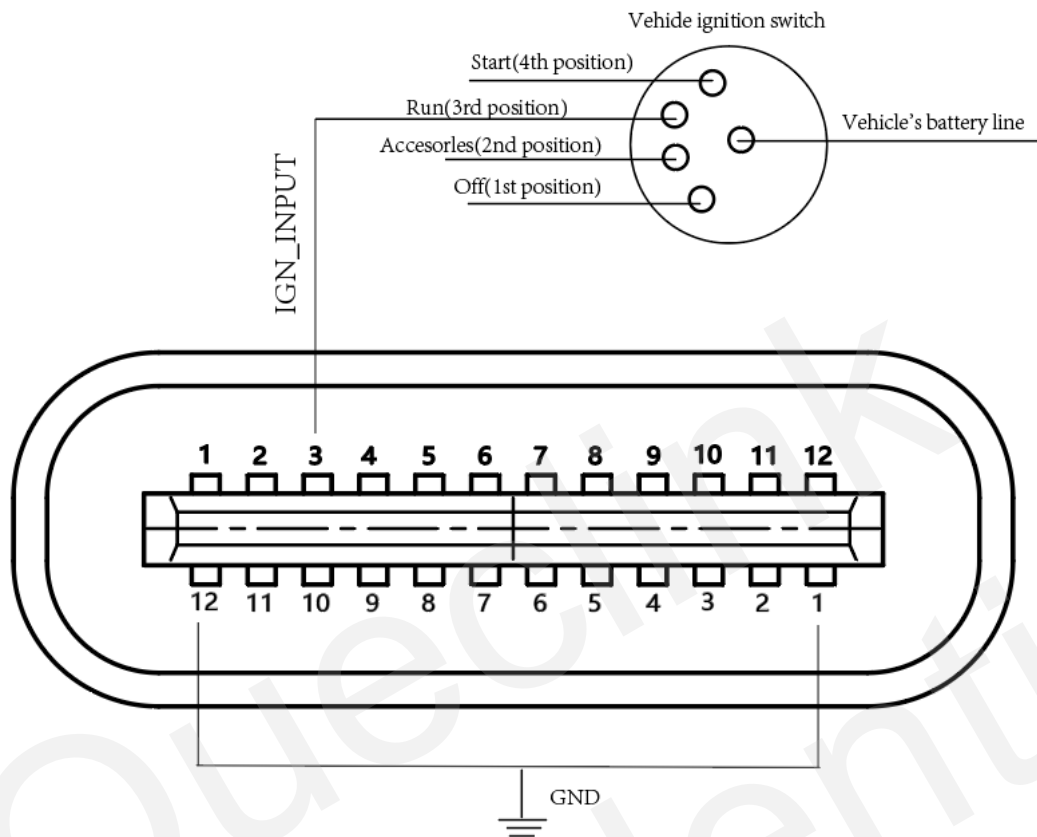 Vehide ignition switch
Start(4th position)
Run(3rd position)
Vehicle's battery line
Accesorles(2nd position)
Off(1st position)
IGN_INPUT
1 2 3 4 5 6 7 8 9 10 11 12
12 11 10 9 8 7 6 5 4 3 2 1
GND
Queclink